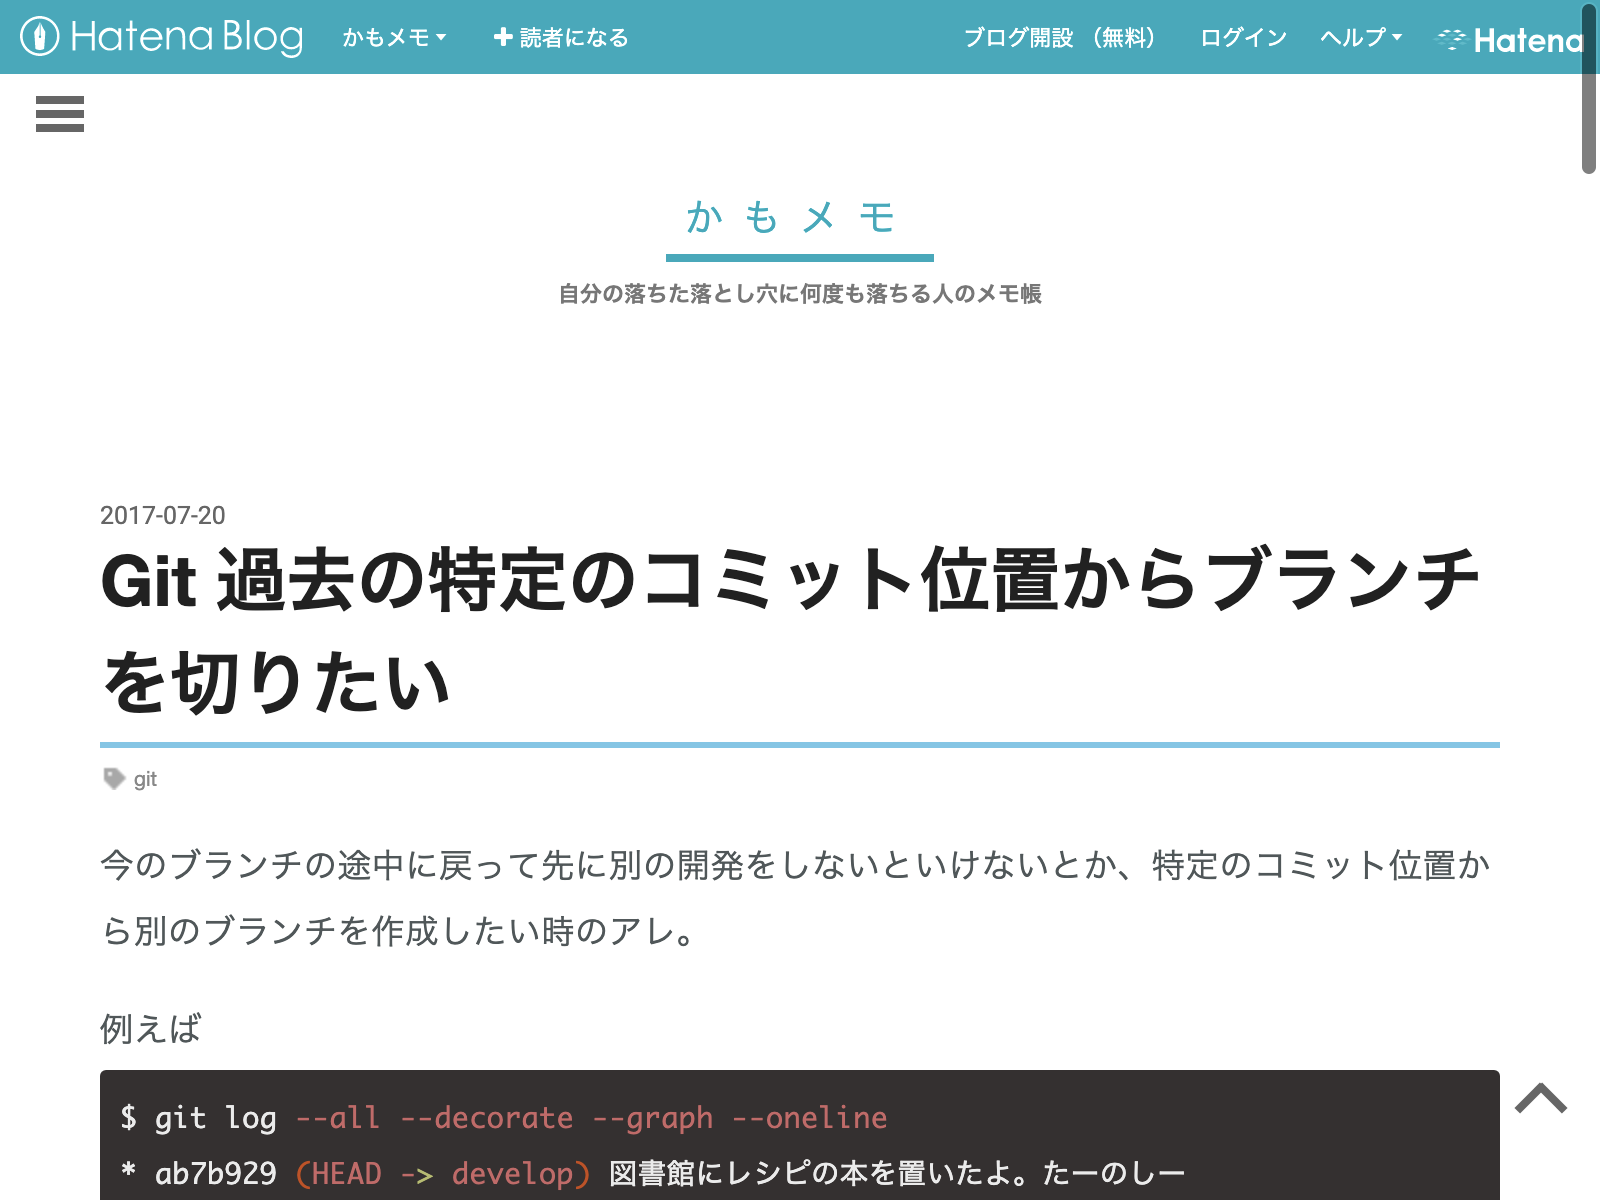 Hatena Blog かもメモ 読者になる ブログ開設（無料） ログイン ヘルプ Hatena
かもメモ
自分の落ちた落とし穴に何度も落ちる人のメモ帳
2017-07-20
Git 過去の特定のコミット位置からブランチ
を切りたい
git
今のブランチの途中に戻って先に別の開発をしないといけないとか、特定のコミット位置か
ら別のブランチを作成したい時のアレ。
例えば
$ git log --all --decorate --graph --oneline
* ab7b929 (HEAD -> develop) 図書館にレシピの本を置いたよ。たーのしー